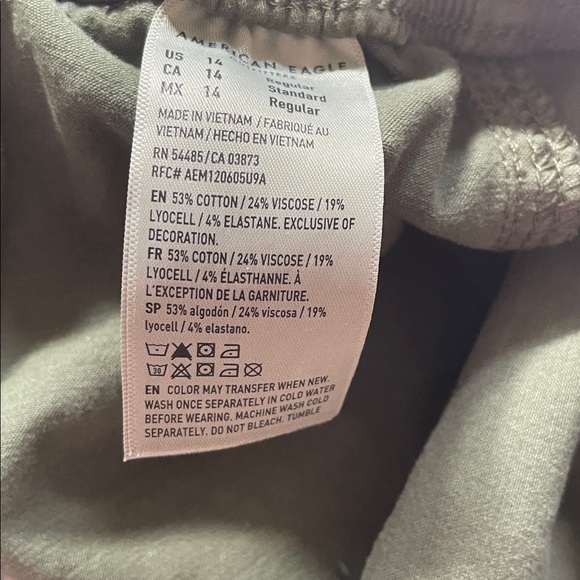 AMERICAN EAGLE
OUTFITTERS
US 14 Regular
CA 14 Standard
MX 14 Regular
MADE IN VIETNAM / FABRIQUÉ AU
VIETNAM / HECHO EN VIETNAM
RN 54485 / CA 03873
RFC# AEM120605U9A
EN 53% COTTON / 24% VISCOSE / 19%
LYOCELL / 4% ELASTANE. EXCLUSIVE OF
DECORATION.
FR 53% COTON / 24% VISCOSE / 19%
LYOCELL / 4% ÉLASTHANNE. À
L'EXCEPTION DE LA GARNITURE.
SP 53% algodón / 24% viscosa / 19%
lyocell / 4% elastano.
30
EN COLOR MAY TRANSFER WHEN NEW.
WASH ONCE SEPARATELY IN COLD WATER
BEFORE WEARING. MACHINE WASH COLD
SEPARATELY. DO NOT BLEACH. TUMBLE